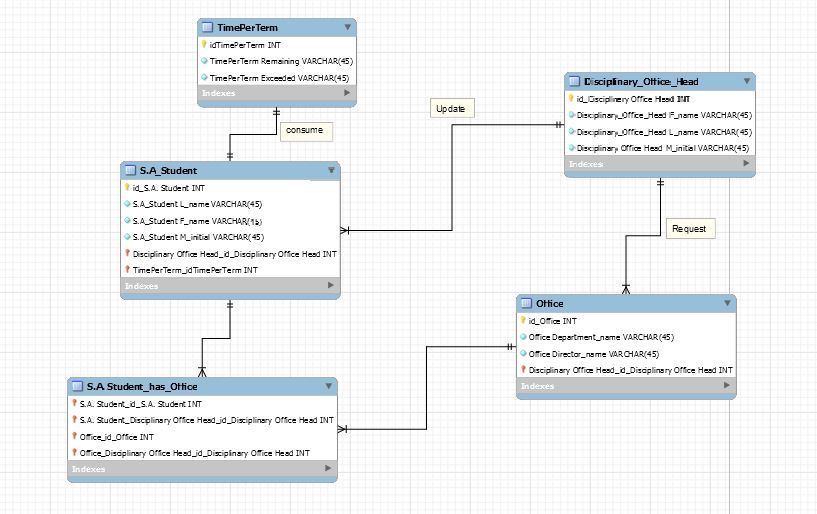 TimePerTerm
idTimePerTerm INT
TimePerTerm Remaining VARCHAR(45)
TimePerTerm Exceeded VARCHAR(45)
Indexes
consume
Update
Disciplinary_Office_Head
id_Disciplinary Office Head INT
Disciplinary_Office_Head F_name VARCHAR(45)
Disciplinary_Office_Head L_name VARCHAR(45)
Disciplinary Office Head M_initial VARCHAR(45)
Indexes
S.A_Student
id_S.A. Student INT
S.A_Student L_name VARCHAR(45)
S.A_Student F_name VARCHAR(45)
S.A_Student M_initial VARCHAR(45)
Disciplinary Office Head_id_Disciplinary Office Head INT
TimePerTerm_idTimePerTerm INT
Indexes
Request
Office
id_Office INT
Office Department_name VARCHAR(45)
Office Director_name VARCHAR(45)
Disciplinary Office Head_id_Disciplinary Office Head INT
Indexes
S.A Student_has_Office
S.A. Student_id_S.A. Student INT
S.A. Student_Disciplinary Office Head_id_Disciplinary Office Head INT
Office_id_Office INT
Office_Disciplinary Office Head_id_Disciplinary Office Head INT
Indexes